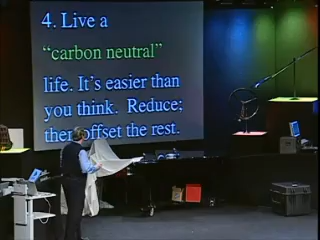 4. Live a
“carbon neutral”
life. It’s easier than
you think. Reduce;
then offset the rest.